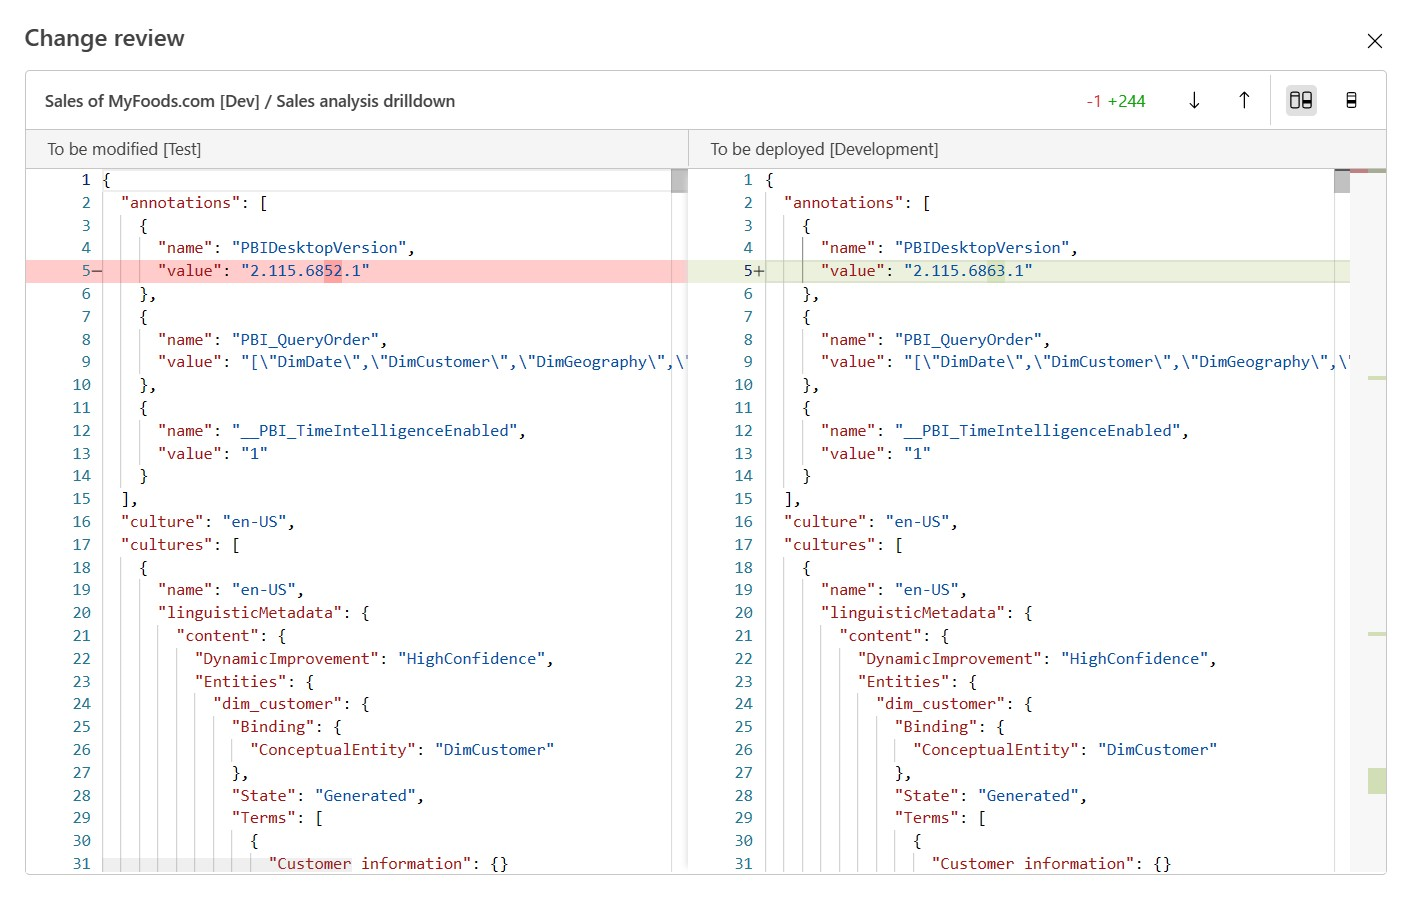 Change review
Sales of MyFoods.com [Dev] / Sales analysis drilldown
-1 +244
To be modified [Test]
1 {
2 "annotations": [
3 {
4 "name": "PBIDesktopVersion",
5− "value": "2.115.6852.1"
6 },
7 {
8 "name": "PBI_QueryOrder",
9 "value": "[\"DimDate\",\"DimCustomer\",\"DimGeography\",\"
10 },
11 {
12 "name": "__PBI_TimeIntelligenceEnabled",
13 "value": "1"
14 }
15 ],
16 "culture": "en-US",
17 "cultures": [
18 {
19 "name": "en-US",
20 "linguisticMetadata": {
21 "content": {
22 "DynamicImprovement": "HighConfidence",
23 "Entities": {
24 "dim_customer": {
25 "Binding": {
26 "ConceptualEntity": "DimCustomer"
27 },
28 "State": "Generated",
29 "Terms": [
30 {
31 "Customer information": {}
To be deployed [Development]
1 {
2 "annotations": [
3 {
4 "name": "PBIDesktopVersion",
5+ "value": "2.115.6863.1"
6 },
7 {
8 "name": "PBI_QueryOrder",
9 "value": "[\"DimDate\",\"DimCustomer\",\"DimGeography\",\"
10 },
11 {
12 "name": "__PBI_TimeIntelligenceEnabled",
13 "value": "1"
14 }
15 ],
16 "culture": "en-US",
17 "cultures": [
18 {
19 "name": "en-US",
20 "linguisticMetadata": {
21 "content": {
22 "DynamicImprovement": "HighConfidence",
23 "Entities": {
24 "dim_customer": {
25 "Binding": {
26 "ConceptualEntity": "DimCustomer"
27 },
28 "State": "Generated",
29 "Terms": [
30 {
31 "Customer information": {}